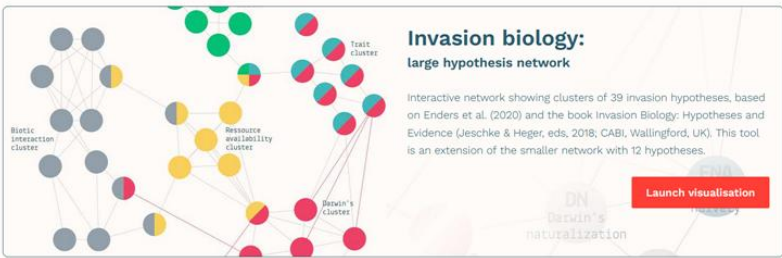 Trait
cluster
Biotic
interaction
cluster
Ressource
availability
cluster
Darwin's
cluster
Invasion biology:
large hypothesis network
Interactive network showing clusters of 39 invasion hypotheses, based
on Enders et al. (2020) and the book Invasion Biology: Hypotheses and
Evidence (Jeschke & Heger, eds, 2018; CABI, Wallingford, UK). This tool
is an extension of the smaller network with 12 hypotheses.
Launch visualisation
DN
Darwin's
naturalization